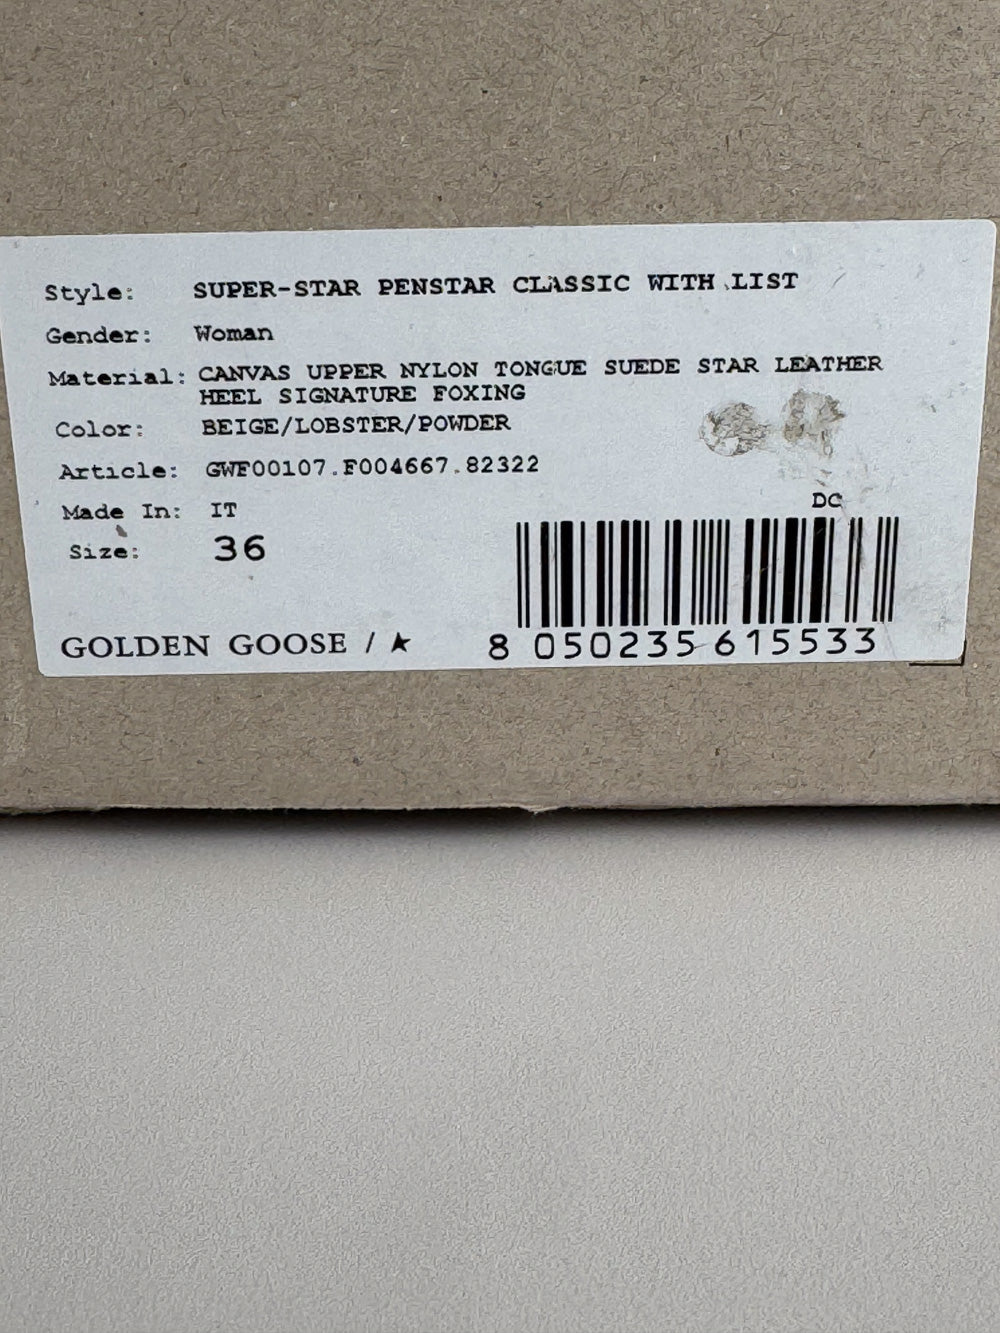 Style: SUPER-STAR PENSTAR CLASSIC WITH LIST
Gender: Woman
Material: CANVAS UPPER NYLON TONGUE SUEDE STAR LEATHER
HEEL SIGNATURE FOXING
Color: BEIGE/LOBSTER/POWDER
Article: GWF00107.F004667.82322
Made In: IT
DC
Size: 36
GOLDEN GOOSE / ★
8 050235 615533